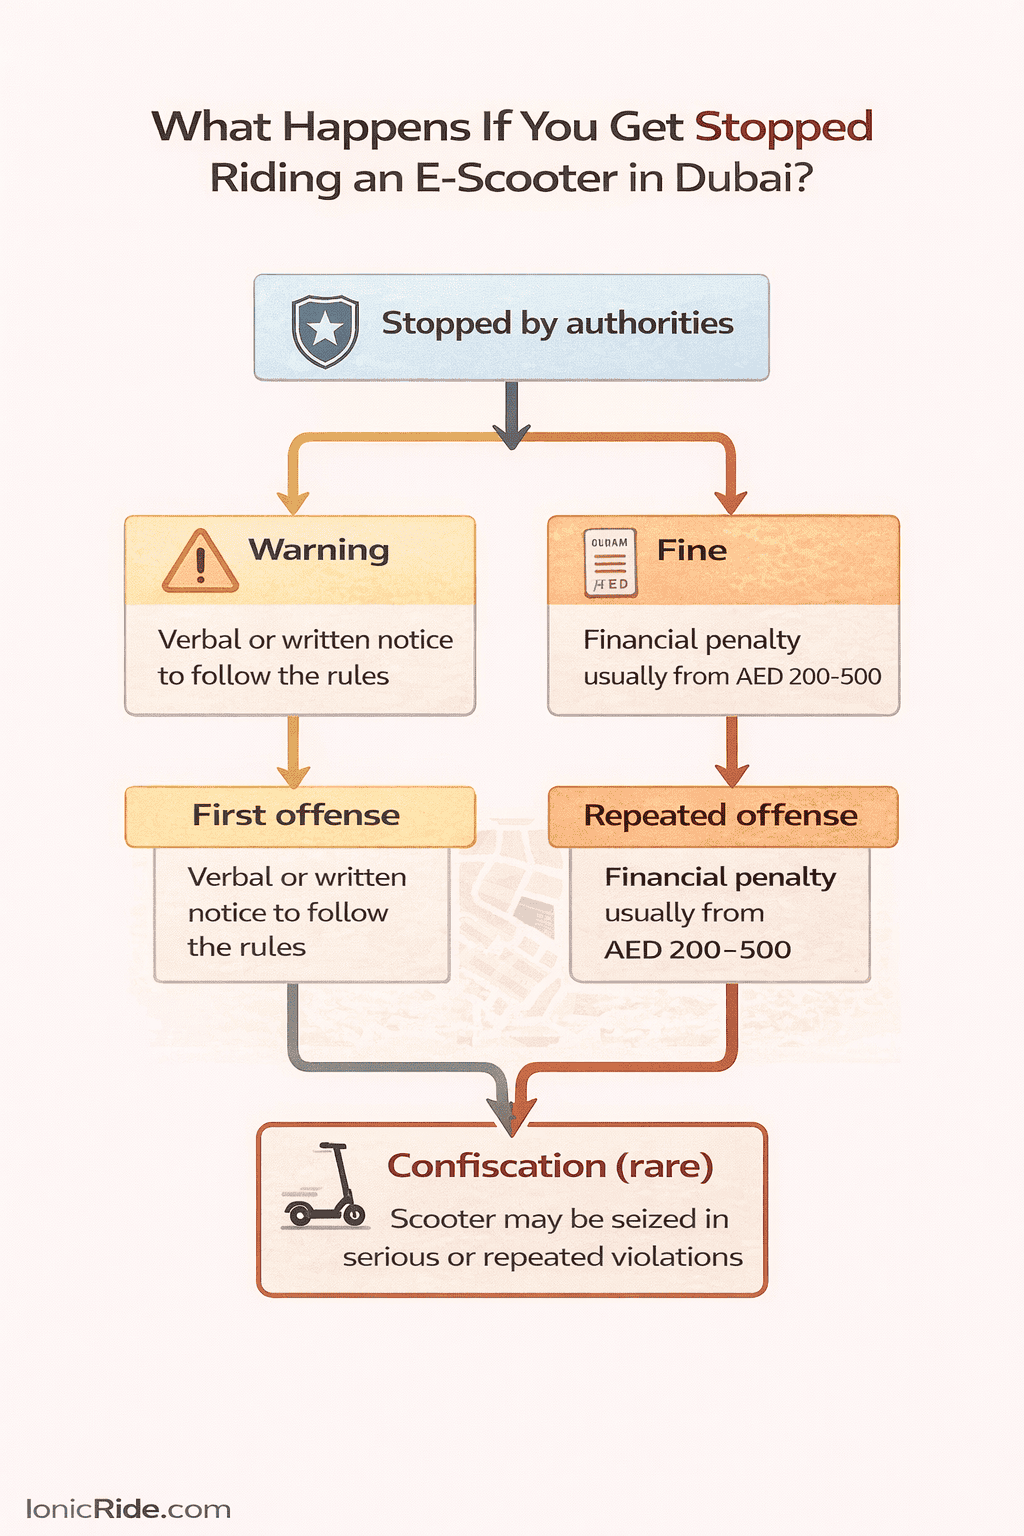 What Happens If You Get Stopped
Riding an E-Scooter in Dubai?
Stopped by authorities
Warning
Verbal or written notice
to follow the rules
Fine
Financial penalty
usually from AED 200-500
First offense
Verbal or written
notice to follow
the rules
Repeated offense
Financial penalty
usually from
AED 200–500
Confiscation (rare)
Scooter may be seized in
serious or repeated violations
IonicRide.com